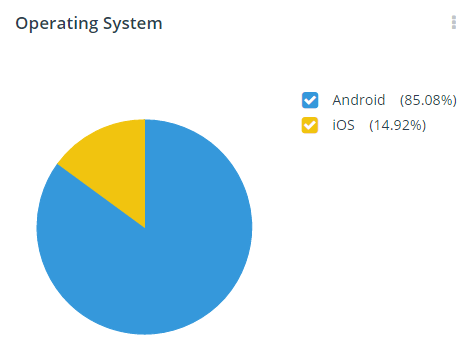 Operating System
Android (85.08%)
iOS (14.92%)